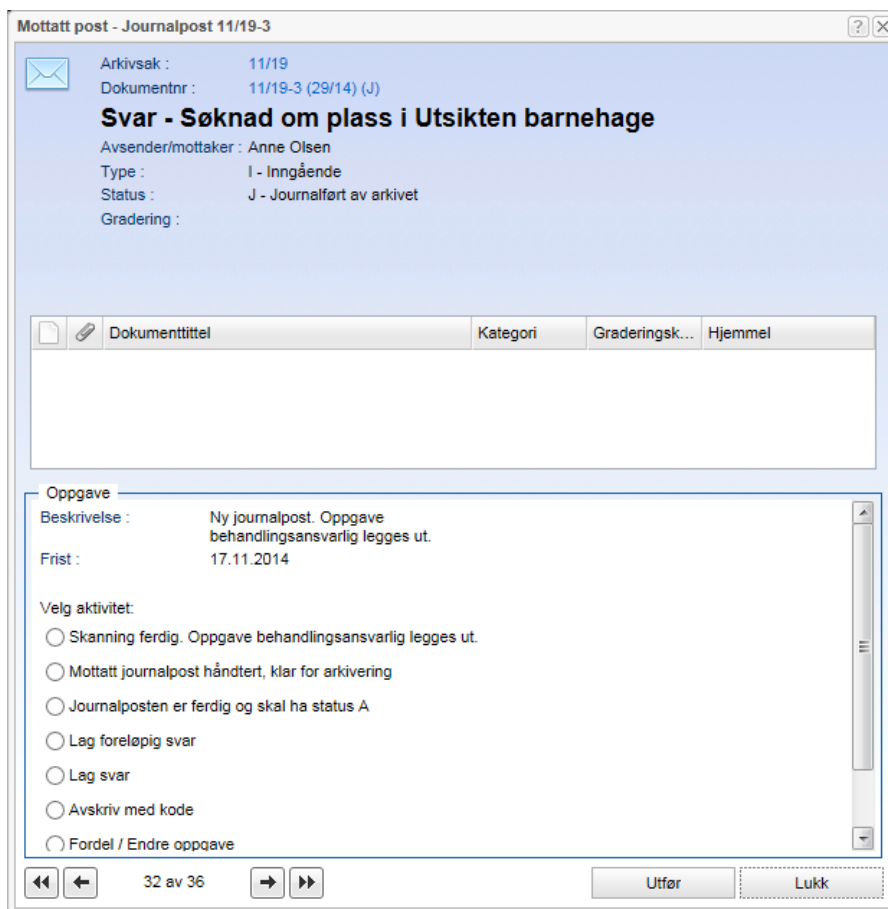 Mottatt post - Journalpost 11/19-3
Arkivsak : 11/19
Dokumentnr : 11/19-3 (29/14) (J)
Svar - Søknad om plass i Utsikten barnehage
Avsender/mottaker : Anne Olsen
Type : I - Inngående
Status : J - Journalført av arkivet
Gradering :
Dokumenttittel Kategori Graderingsk... Hjemmel
Oppgave
Beskrivelse : Ny journalpost. Oppgave
behandlingsansvarlig legges ut.
Frist : 17.11.2014
Velg aktivitet:
Skanning ferdig. Oppgave behandlingsansvarlig legges ut.
Mottatt journalpost håndtert, klar for arkivering
Journalposten er ferdig og skal ha status A
Lag foreløpig svar
Lag svar
Avskriv med kode
Fordel / Endre oppgave
32 av 36 Utfør Lukk